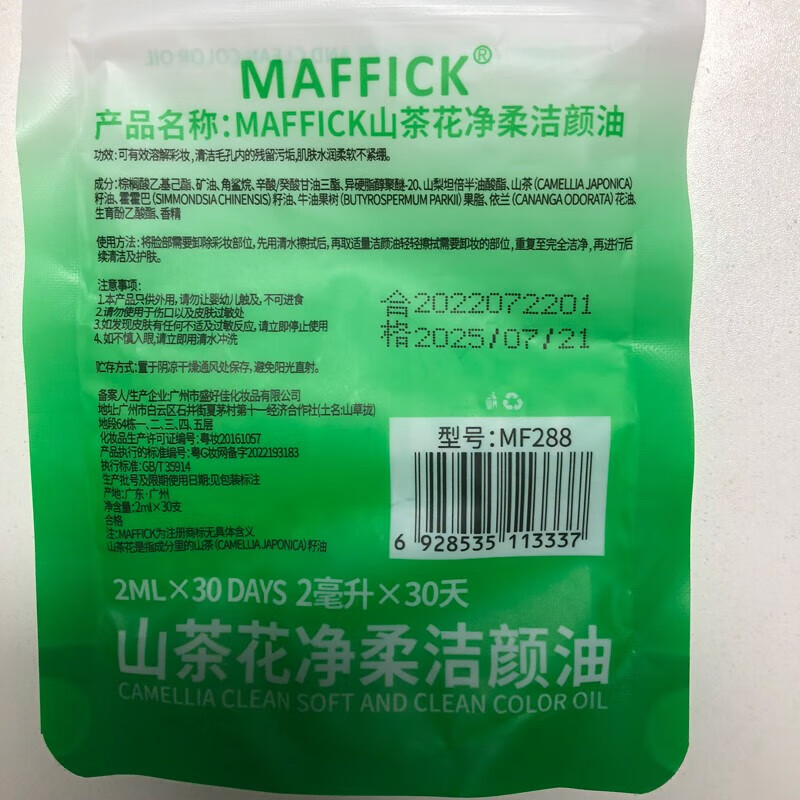 MAFFICK®
产品名称:MAFFICK山茶花净柔洁颜油
功效:可有效溶解彩妆,清洁毛孔内的残留污垢,肌肤水润柔软不紧绷。
成分:棕榈酸乙基己酯、矿油、角鲨烷、辛酸/癸酸甘油三酯、异硬脂醇聚醚-20、山梨坦倍半油酸酯、山茶(CAMELLIA JAPONICA)
籽油、霍霍巴(SIMMONDSIA CHINENSIS)籽油、牛油果树(BUTYROSPERMUM PARKII)果脂、依兰(CANANGA ODORATA)花油、
生育酚乙酸酯、香精
使用方法:将脸部需要卸除彩妆部位,先用清水擦拭后,再取适量洁颜油轻轻擦拭需要卸妆的部位,重复至完全洁净,再进行后
续清洁及护肤。
注意事项:
1.本产品只供外用,请勿让婴幼儿触及,不可进食
2.请勿使用于伤口以及皮肤过敏处
3.如发现皮肤有任何不适及过敏反应,请立即停止使用
4.如不慎入眼,请立即用清水冲洗
合2022072201
格2025/07/21
贮存方式:置于阴凉干燥通风处保存,避免阳光直射。
备案人/生产企业:广州市盛好佳化妆品有限公司
地址:广州市白云区石井街夏茅村第十一经济合作社(土名:山草拢)
地段64栋一、二、三、四、五层
化妆品生产许可证编号:粤妆20161057
产品执行的标准编号:粤G妆网备字2022193183
执行标准:GB/T 35914
生产批号及限期使用日期:见包装标注
产地:广东·广州
净含量:2ml×30支
合格
注:MAFFICK为注册商标无具体含义
山茶花是指成分里的山茶(CAMELLIA JAPONICA)籽油
型号:MF288
6 928535 113337
2ML×30 DAYS 2毫升×30天
山茶花净柔洁颜油
CAMELLIA CLEAN SOFT AND CLEAN COLOR OIL